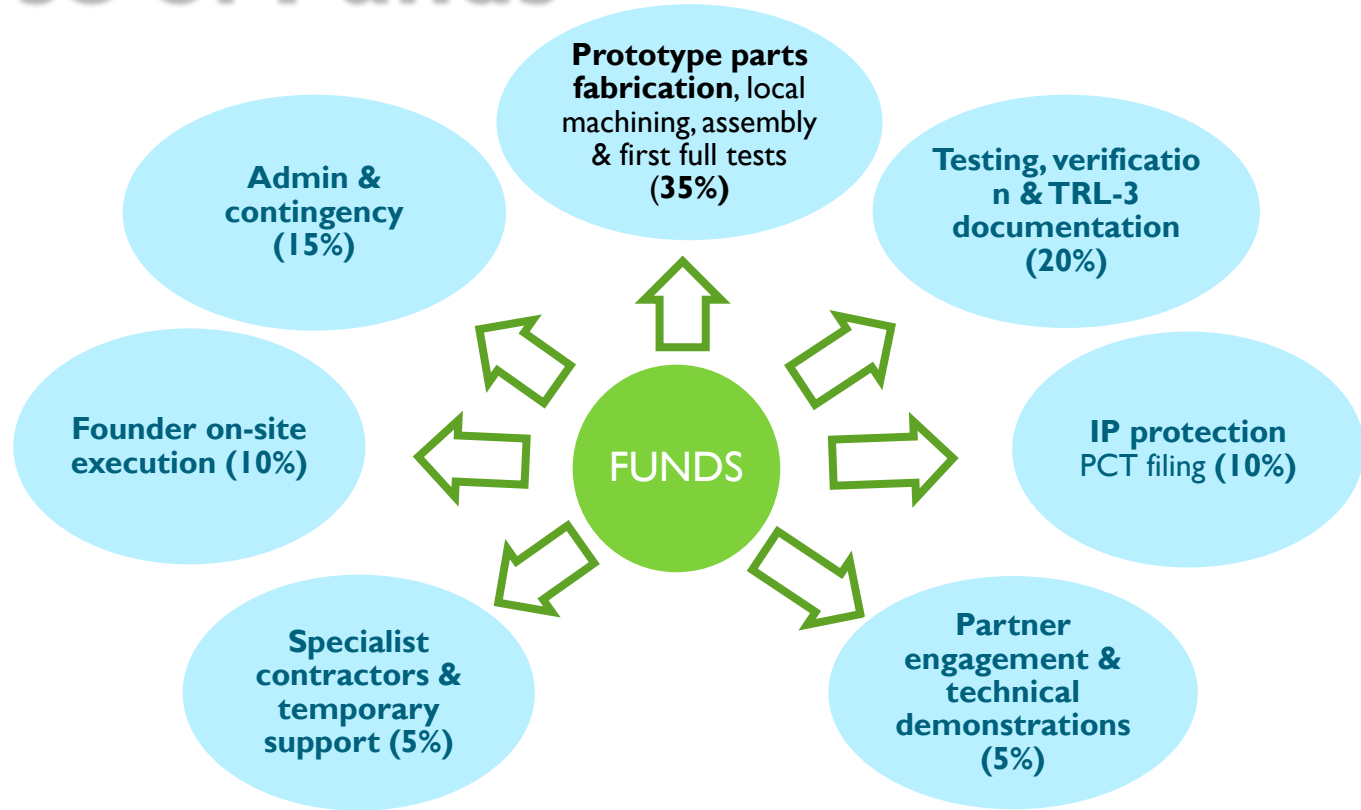 Prototype parts
fabrication, local
machining, assembly
& first full tests
(35%)
Testing, verificatio
n & TRL-3
documentation
(20%)
IP protection
PCT filing (10%)
Partner
engagement &
technical
demonstrations
(5%)
Specialist
contractors &
temporary
support (5%)
Founder on-site
execution (10%)
Admin &
contingency
(15%)
FUNDS